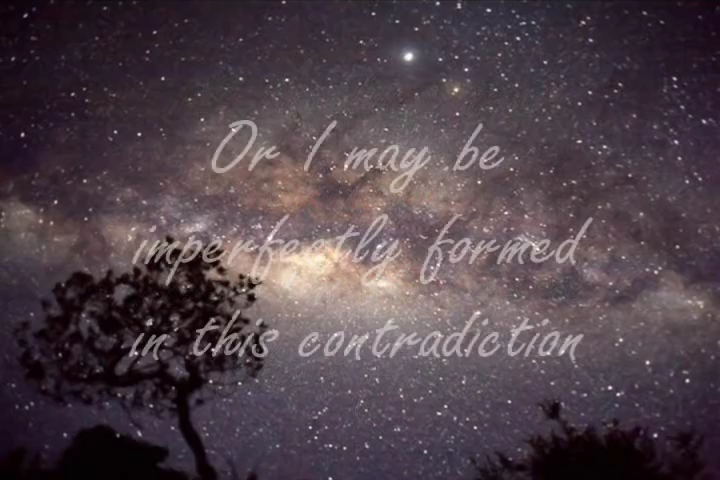 Or I may be
imperfectly formed
in this contradiction